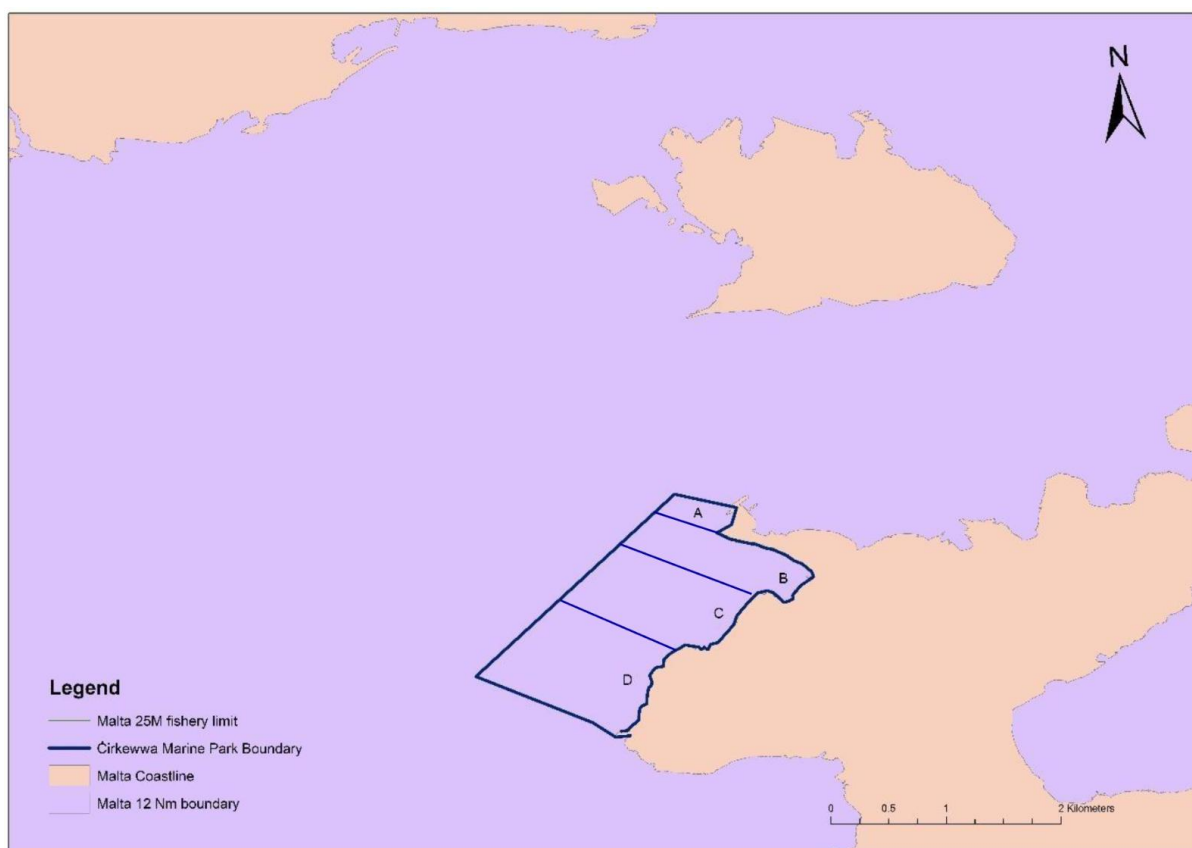 N
A
B
C
D
Legend
Malta 25M fishery limit
Ċirkewwa Marine Park Boundary
Malta Coastline
Malta 12 Nm boundary
0 0.5 1 2 Kilometers